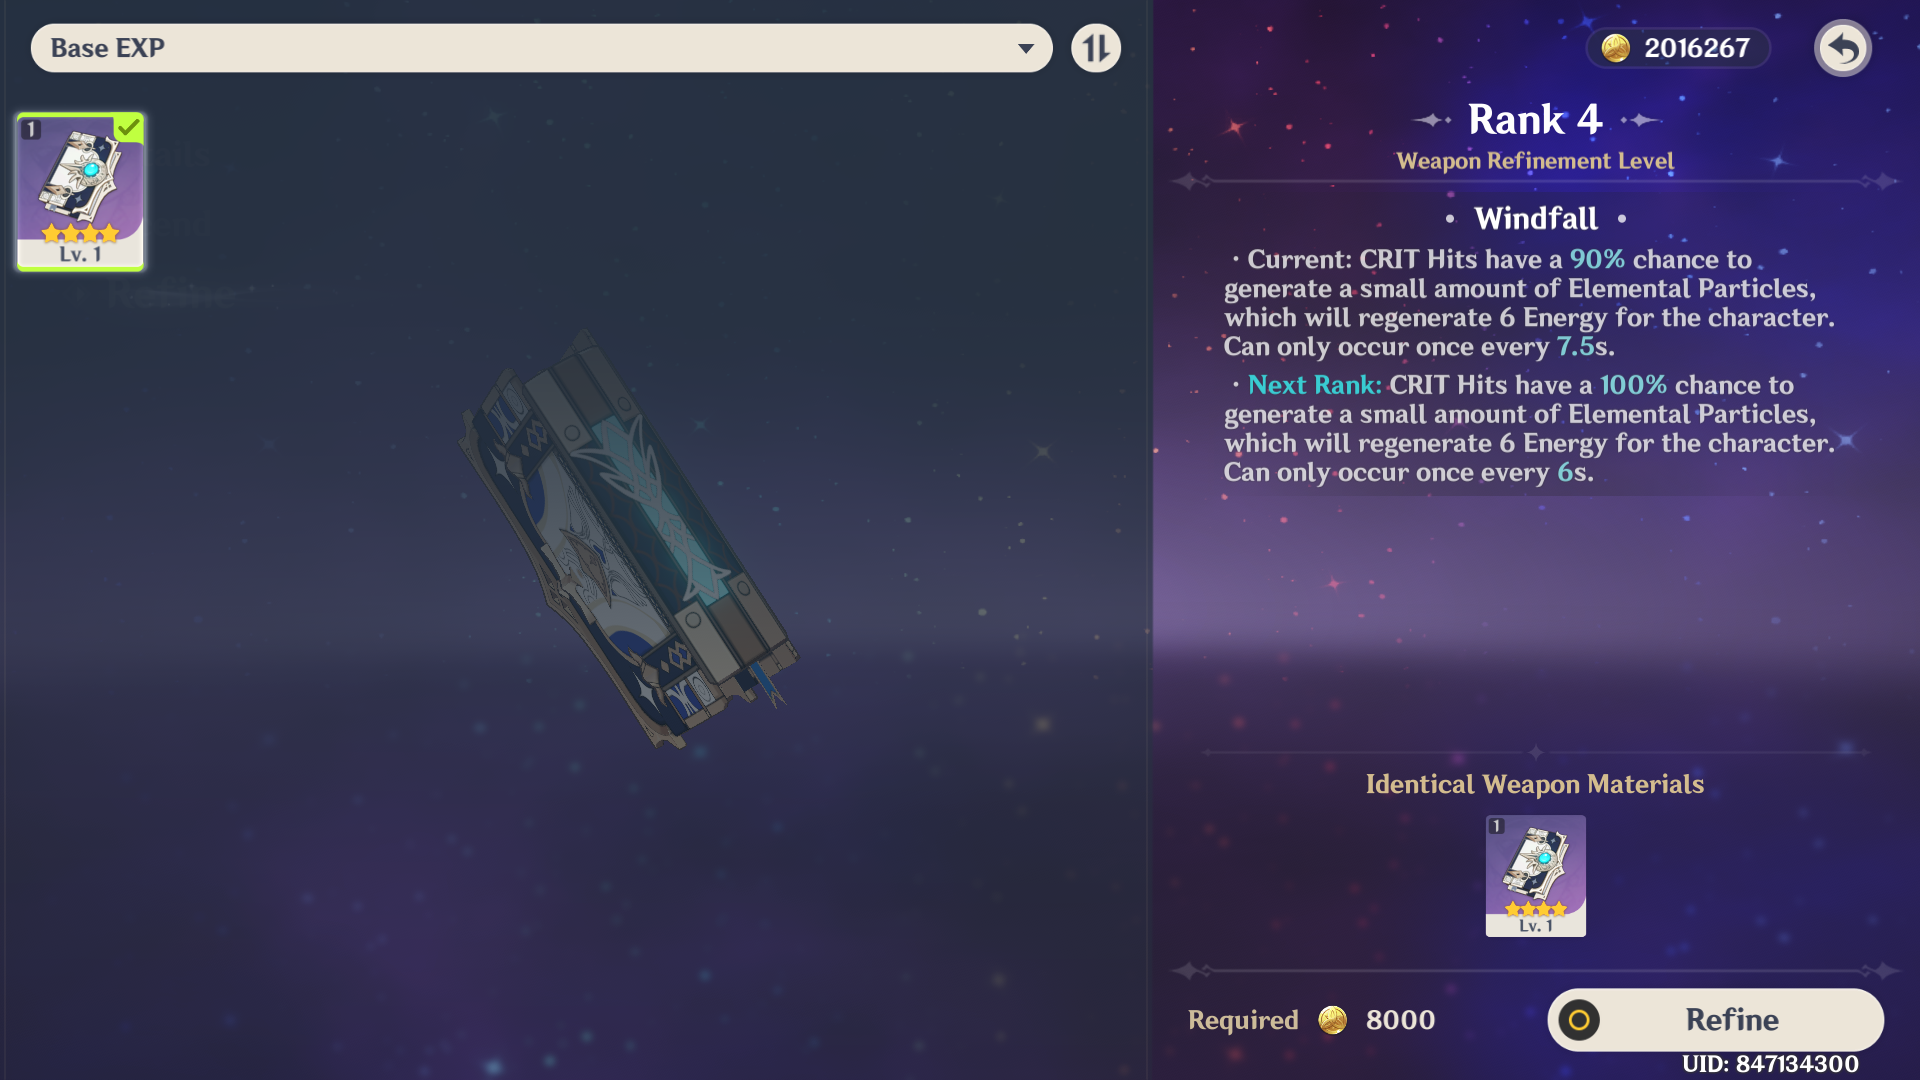 Base EXP
2016267
1
Lv. 1
Refine
Rank 4
Weapon Refinement Level
• Windfall •
· Current: CRIT Hits have a 90% chance to
generate a small amount of Elemental Particles,
which will regenerate 6 Energy for the character.
Can only occur once every 7.5s.
· Next Rank: CRIT Hits have a 100% chance to
generate a small amount of Elemental Particles,
which will regenerate 6 Energy for the character.
Can only occur once every 6s.
Identical Weapon Materials
1
Lv. 1
Required 8000
Refine
UID: 847134300